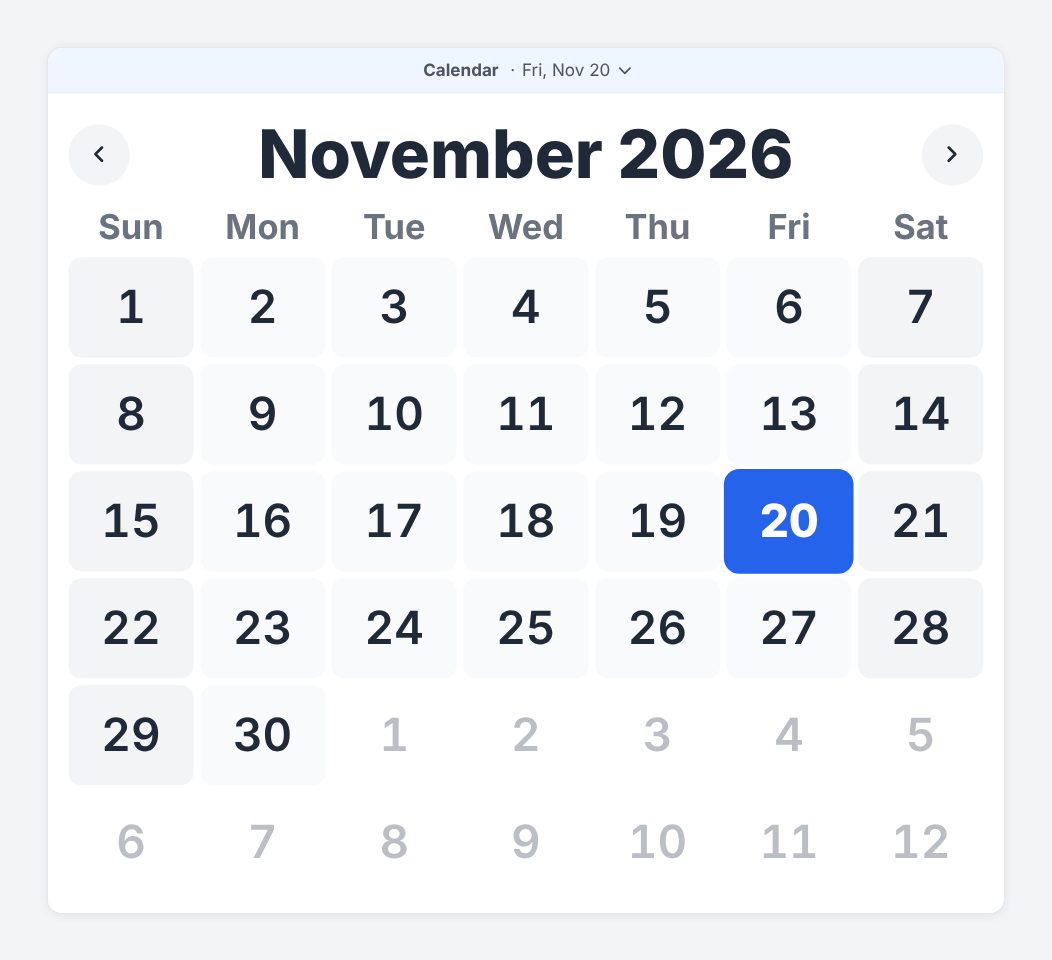 Calendar · Fri, Nov 20
November 2026
Sun Mon Tue Wed Thu Fri Sat
1 2 3 4 5 6 7
8 9 10 11 12 13 14
15 16 17 18 19 20 21
22 23 24 25 26 27 28
29 30 1 2 3 4 5
6 7 8 9 10 11 12